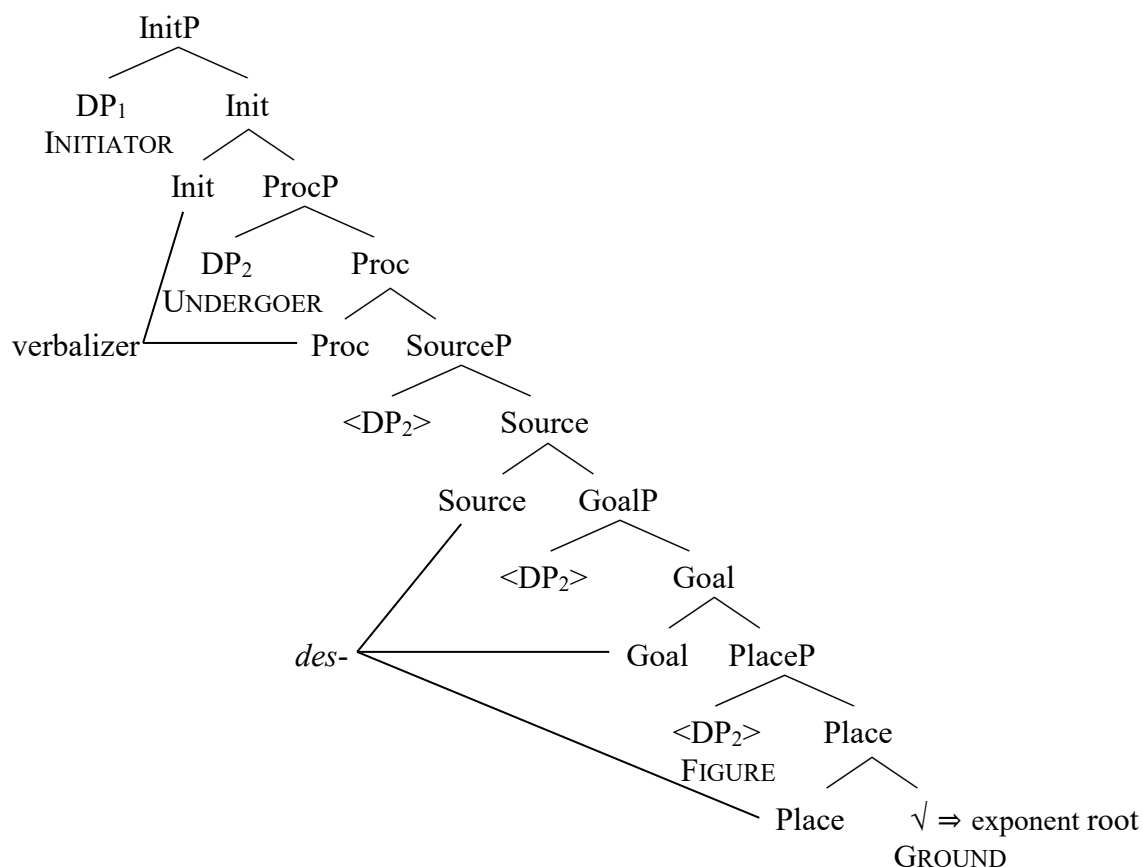 InitP
DP₁ Init
INITIATOR
Init ProcP
DP₂ Proc
UNDERGOER
verbalizer Proc SourceP
<DP₂> Source
Source GoalP
<DP₂> Goal
des- Goal PlaceP
<DP₂> Place
FIGURE
Place √ ⇒ exponent root
GROUND